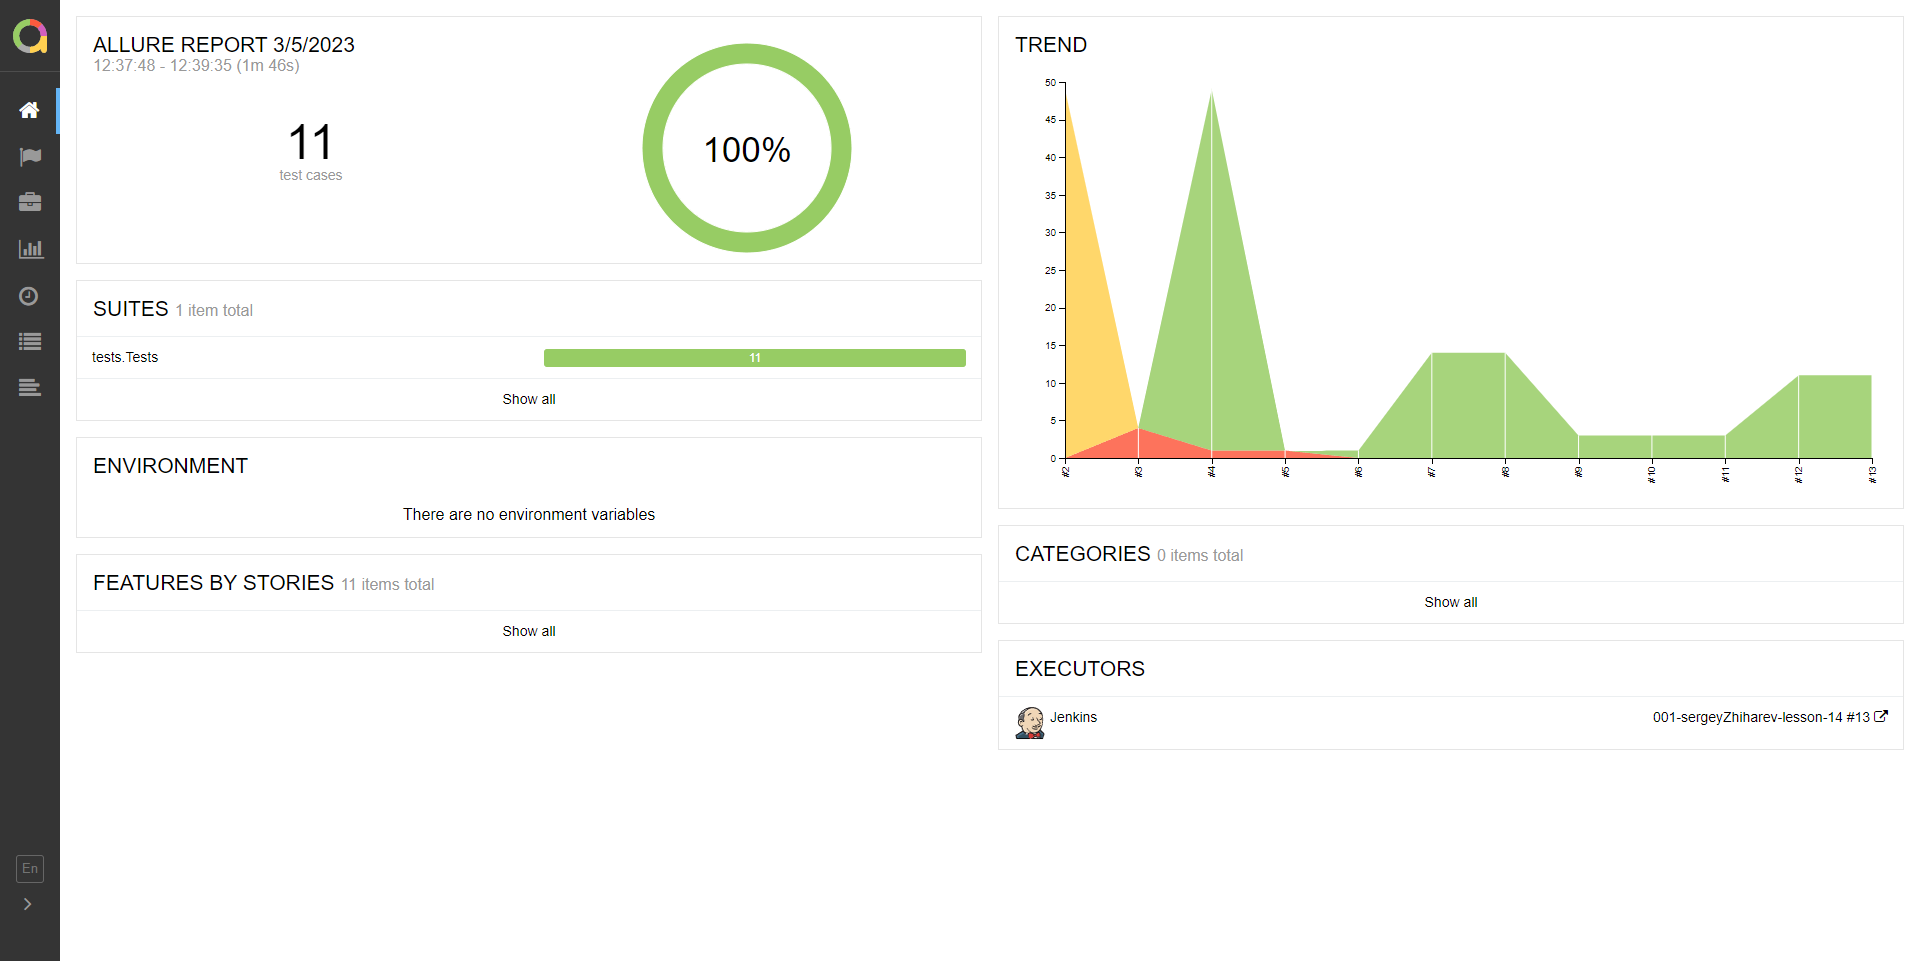 ALLURE REPORT 3/5/2023
12:37:48 - 12:39:35 (1m 46s)
11
test cases
100%
SUITES 1 item total
tests.Tests 11
Show all
ENVIRONMENT
There are no environment variables
FEATURES BY STORIES 11 items total
Show all
En
TREND
50
45
40
35
30
25
20
15
10
5
0
#2 #3 #4 #5 #6 #7 #8 #9 #10 #11 #12 #13
CATEGORIES 0 items total
Show all
EXECUTORS
Jenkins 001-sergeyZhiharev-lesson-14 #13